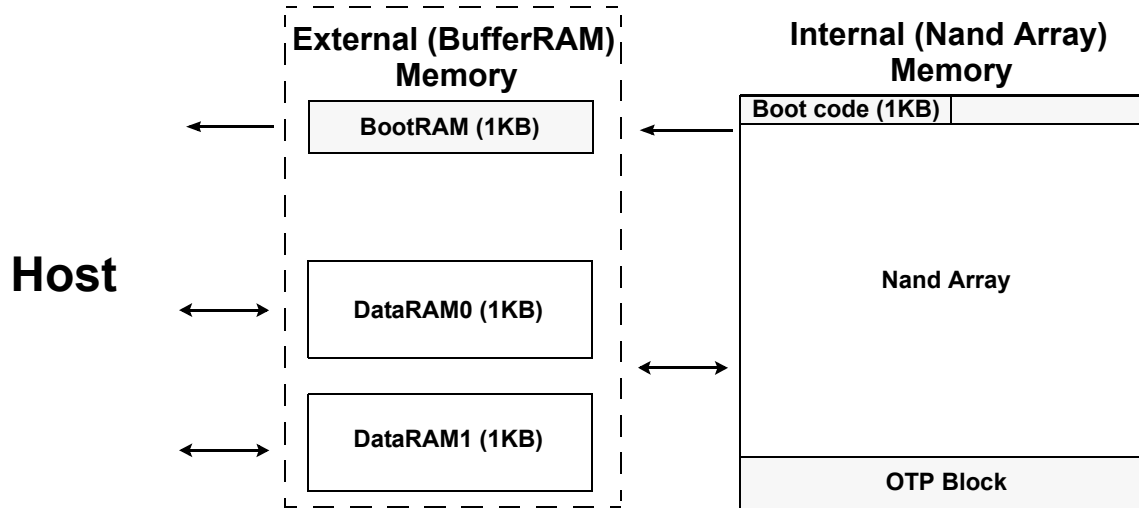 External (BufferRAM)
Memory
Internal (Nand Array)
Memory
BootRAM (1KB)
Boot code (1KB)
Host
DataRAM0 (1KB)
Nand Array
DataRAM1 (1KB)
OTP Block